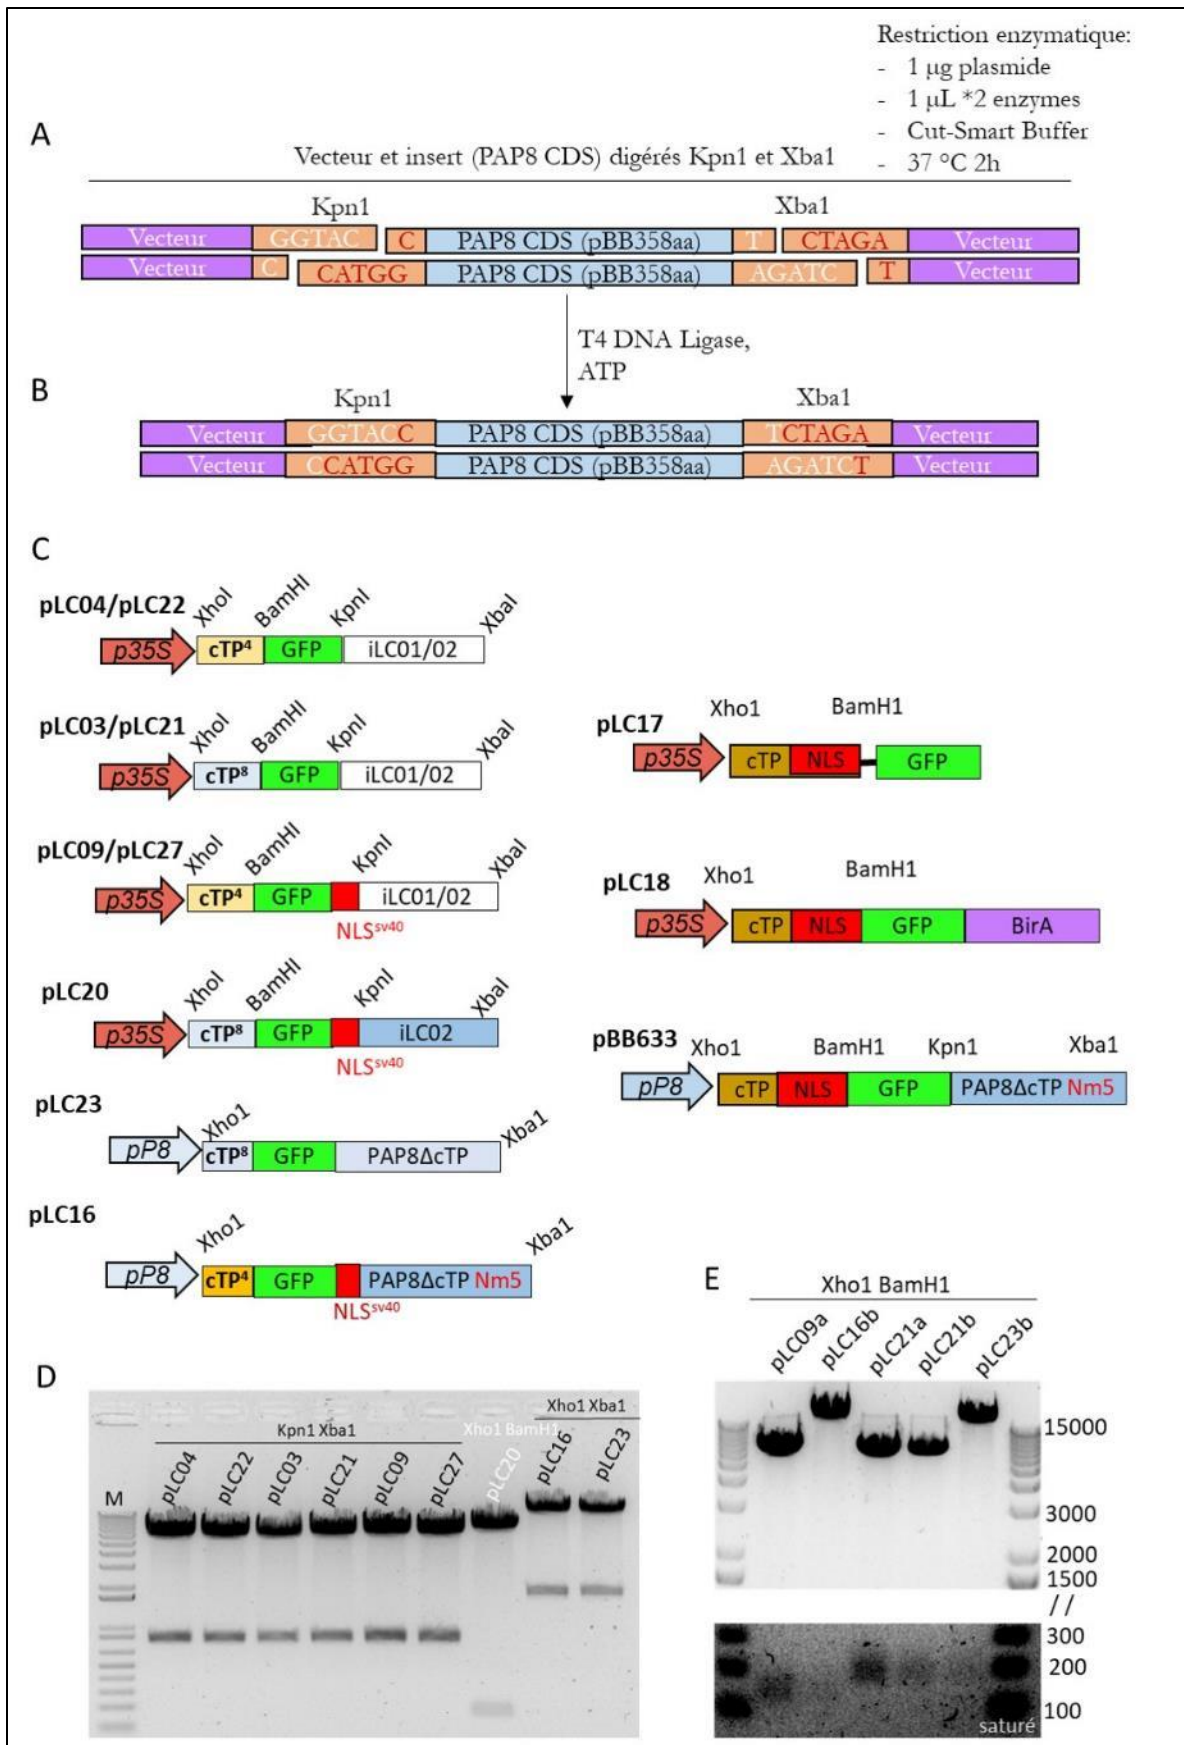 Restriction enzymatique:
- 1 µg plasmide
- 1 µL *2 enzymes
- Cut-Smart Buffer
- 37 °C 2h
A
Vecteur et insert (PAP8 CDS) digérés Kpn1 et Xba1
Kpn1 Xba1
Vecteur GGTAC C PAP8 CDS (pBB358aa) T CTAGA Vecteur
Vecteur C CATGG PAP8 CDS (pBB358aa) AGATC T Vecteur
T4 DNA Ligase,
ATP
B
Kpn1 Xba1
Vecteur GGTACC PAP8 CDS (pBB358aa) TCTAGA Vecteur
Vecteur CCATGG PAP8 CDS (pBB358aa) AGATCT Vecteur
C
pLC04/pLC22
XhoI BamHI KpnI XbaI
p35S cTP⁴ GFP iLC01/02
pLC03/pLC21
XhoI BamHI KpnI XbaI
p35S cTP⁸ GFP iLC01/02
pLC09/pLC27
XhoI BamHI KpnI XbaI
p35S cTP⁴ GFP iLC01/02
NLSsv40
pLC20
XhoI BamHI KpnI XbaI
p35S cTP⁸ GFP iLC02
NLSsv40
pLC23
Xho1 Xba1
pP8 cTP⁸ GFP PAP8ΔcTP
pLC16
Xho1 Xba1
pP8 cTP⁴ GFP PAP8ΔcTP Nm5
NLSsv40
pLC17
Xho1 BamH1
p35S cTP NLS GFP
pLC18
Xho1 BamH1
p35S cTP NLS GFP BirA
pBB633
Xho1 BamH1 Kpn1 Xba1
pP8 cTP NLS GFP PAP8ΔcTP Nm5
D
Kpn1 Xba1 Xho1 BamH1 Xho1 Xba1
M pLC04 pLC22 pLC03 pLC21 pLC09 pLC27 pLC20 pLC16 pLC23
E
Xho1 BamH1
pLC09a pLC16b pLC21a pLC21b pLC23b
15000
3000
2000
1500
//
300
200
100
saturé